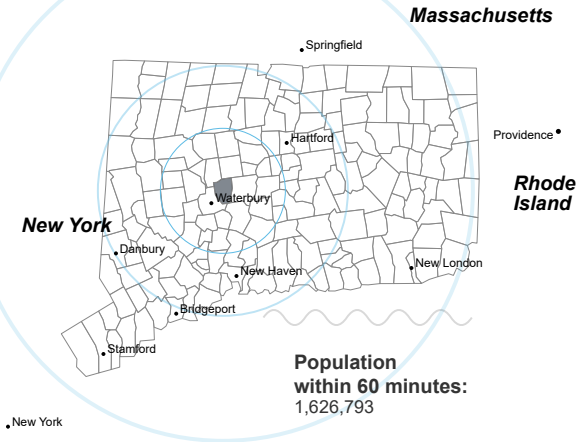 Massachusetts
Springfield
Hartford
Providence
Rhode
Island
Waterbury
New York
Danbury
New London
New Haven
Bridgeport
Stamford
Population
within 60 minutes:
1,626,793
New York